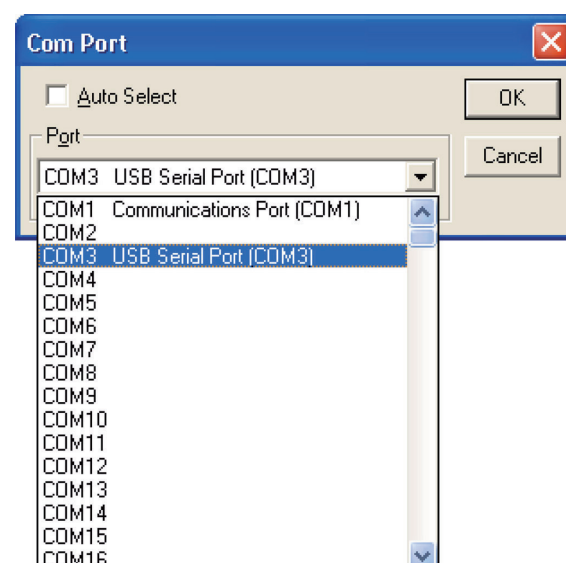 Com Port
Auto Select
OK
Port
Cancel
COM3 USB Serial Port (COM3)
COM1 Communications Port (COM1)
COM2
COM3 USB Serial Port (COM3)
COM4
COM5
COM6
COM7
COM8
COM9
COM10
COM11
COM12
COM13
COM14
COM15
COM16